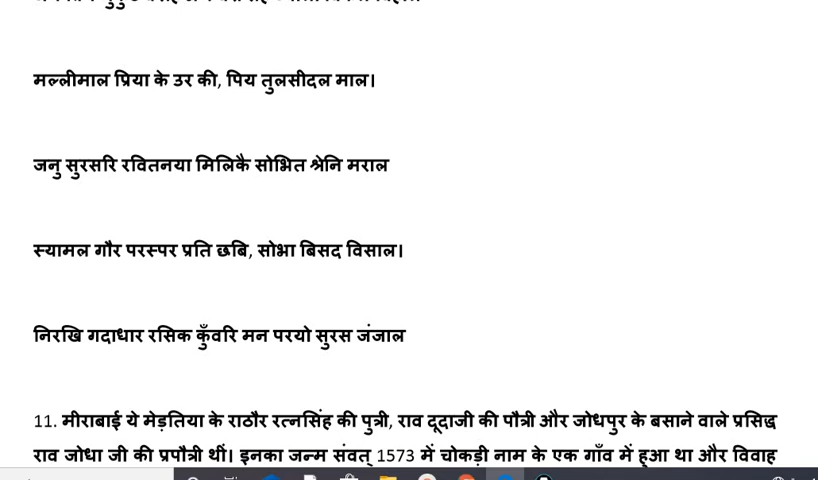 मल्लीमाल प्रिया के उर की, पिय तुलसीदल माल।
जनु सुरसरि रवितनया मिलिकै सोभित श्रेनि मराल
स्यामल गौर परस्पर प्रति छबि, सोभा बिसद विसाल।
निरखि गदाधार रसिक कुँवरि मन परयो सुरस जंजाल
11. मीराबाई ये मेड़तिया के राठौर रत्नसिंह की पुत्री, राव दूदाजी की पौत्री और जोधपुर के बसाने वाले प्रसिद्ध
राव जोधा जी की प्रपौत्री थीं। इनका जन्म संवत् 1573 में चोकड़ी नाम के एक गाँव में हुआ था और विवाह